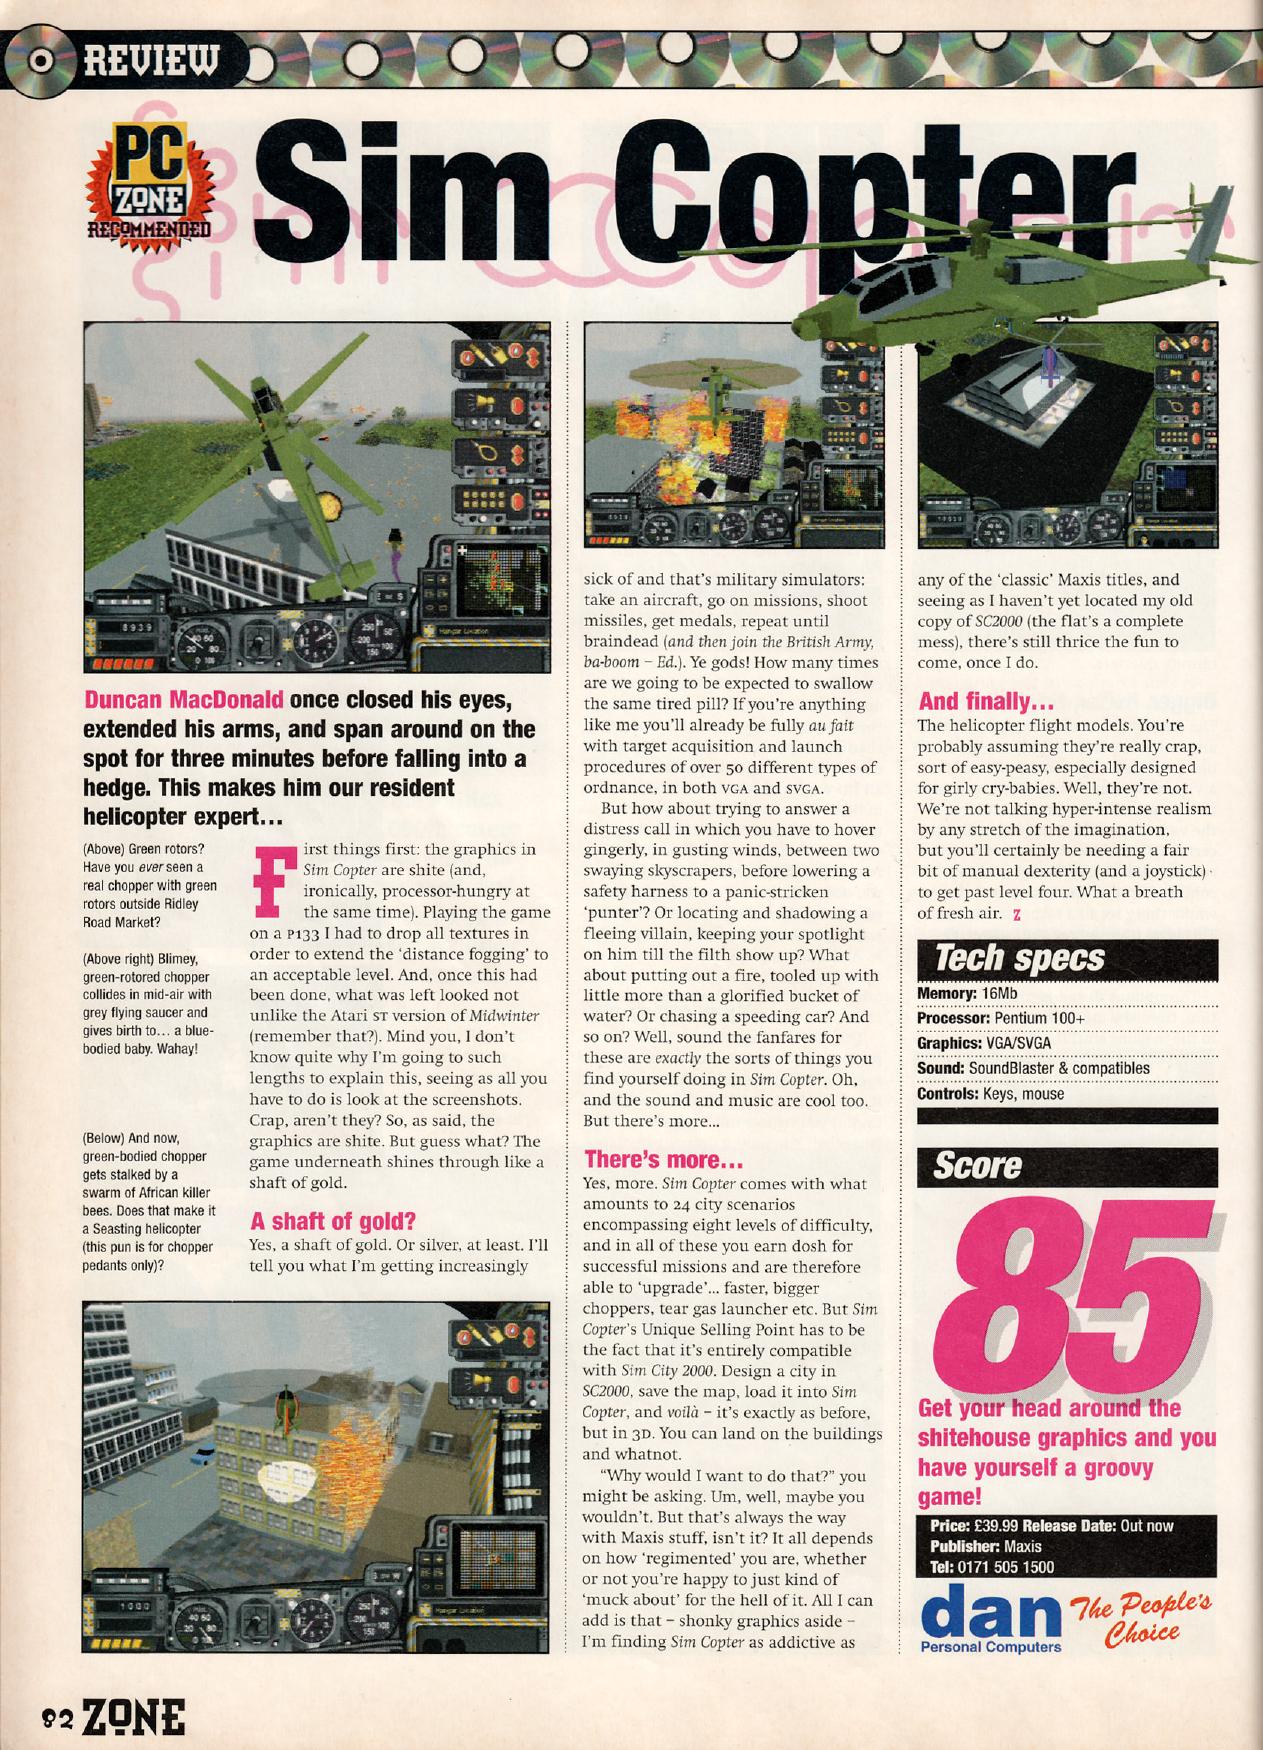 REVIEW
PC
ZONE
RECOMMENDED
Sim Copter
Duncan MacDonald once closed his eyes,
extended his arms, and span around on the
spot for three minutes before falling into a
hedge. This makes him our resident
helicopter expert...
(Above) Green rotors?
Have you ever seen a
real chopper with green
rotors outside Ridley
Road Market?
(Above right) Blimey,
green-rotored chopper
collides in mid-air with
grey flying saucer and
gives birth to... a blue-
bodied baby. Wahay!
(Below) And now,
green-bodied chopper
gets stalked by a
swarm of African killer
bees. Does that make it
a Seasting helicopter
(this pun is for chopper
pedants only)?
First things first: the graphics in
Sim Copter are shite (and,
ironically, processor-hungry at
the same time). Playing the game
on a P133 I had to drop all textures in
order to extend the 'distance fogging' to
an acceptable level. And, once this had
been done, what was left looked not
unlike the Atari ST version of Midwinter
(remember that?). Mind you, I don't
know quite why I'm going to such
lengths to explain this, seeing as all you
have to do is look at the screenshots.
Crap, aren't they? So, as said, the
graphics are shite. But guess what? The
game underneath shines through like a
shaft of gold.
A shaft of gold?
Yes, a shaft of gold. Or silver, at least. I'll
tell you what I'm getting increasingly
sick of and that's military simulators:
take an aircraft, go on missions, shoot
missiles, get medals, repeat until
braindead (and then join the British Army,
ba-boom – Ed.). Ye gods! How many times
are we going to be expected to swallow
the same tired pill? If you're anything
like me you'll already be fully au fait
with target acquisition and launch
procedures of over 50 different types of
ordnance, in both VGA and SVGA.
But how about trying to answer a
distress call in which you have to hover
gingerly, in gusting winds, between two
swaying skyscrapers, before lowering a
safety harness to a panic-stricken
'punter'? Or locating and shadowing a
fleeing villain, keeping your spotlight
on him till the filth show up? What
about putting out a fire, tooled up with
little more than a glorified bucket of
water? Or chasing a speeding car? And
so on? Well, sound the fanfares for
these are exactly the sorts of things you
find yourself doing in Sim Copter. Oh,
and the sound and music are cool too.
But there's more...
There's more...
Yes, more. Sim Copter comes with what
amounts to 24 city scenarios
encompassing eight levels of difficulty,
and in all of these you earn dosh for
successful missions and are therefore
able to 'upgrade'... faster, bigger
choppers, tear gas launcher etc. But Sim
Copter's Unique Selling Point has to be
the fact that it's entirely compatible
with Sim City 2000. Design a city in
SC2000, save the map, load it into Sim
Copter, and voilà – it's exactly as before,
but in 3D. You can land on the buildings
and whatnot.
"Why would I want to do that?" you
might be asking. Um, well, maybe you
wouldn't. But that's always the way
with Maxis stuff, isn't it? It all depends
on how 'regimented' you are, whether
or not you're happy to just kind of
'muck about' for the hell of it. All I can
add is that – shonky graphics aside –
I'm finding Sim Copter as addictive as
any of the 'classic' Maxis titles, and
seeing as I haven't yet located my old
copy of SC2000 (the flat's a complete
mess), there's still thrice the fun to
come, once I do.
And finally...
The helicopter flight models. You're
probably assuming they're really crap,
sort of easy-peasy, especially designed
for girly cry-babies. Well, they're not.
We're not talking hyper-intense realism
by any stretch of the imagination,
but you'll certainly be needing a fair
bit of manual dexterity (and a joystick)
to get past level four. What a breath
of fresh air. Z
Tech specs
Memory: 16Mb
Processor: Pentium 100+
Graphics: VGA/SVGA
Sound: SoundBlaster & compatibles
Controls: Keys, mouse
Score
85
Get your head around the
shitehouse graphics and you
have yourself a groovy
game!
Price: £39.99 Release Date: Out now
Publisher: Maxis
Tel: 0171 505 1500
dan
Personal Computers
The People's
Choice
92 ZONE